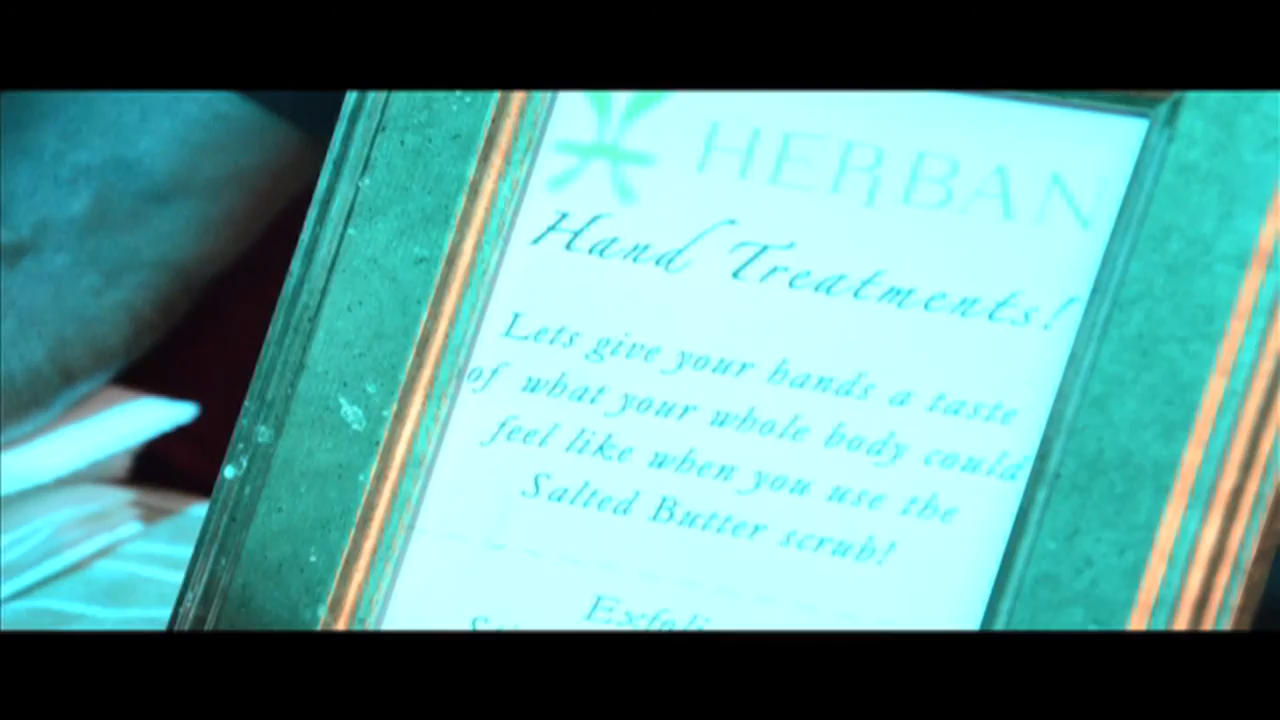 HERBAN
Hand Treatments!
Lets give your hands a taste
of what your whole body could
feel like when you use the
Salted Butter scrub!